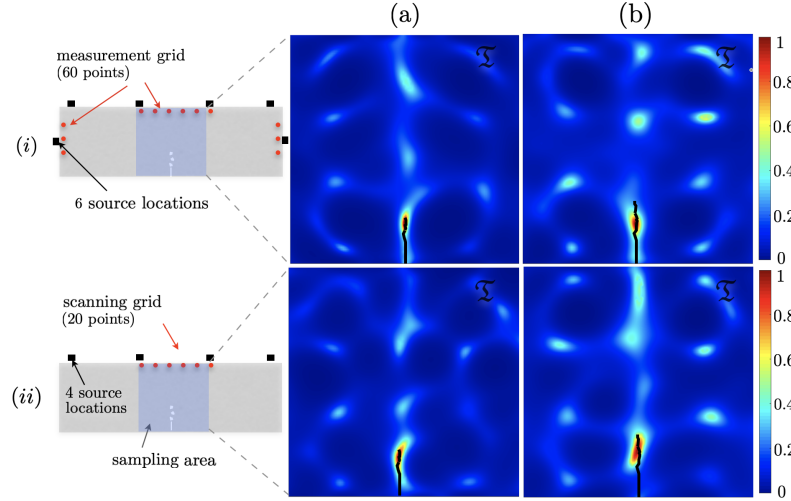 (a)
(b)
measurement grid
(60 points)
(i)
6 source locations
𝔗
𝔗
1
0.8
0.6
0.4
0.2
0
scanning grid
(20 points)
(ii)
4 source
locations
sampling area
𝔗
𝔗
1
0.8
0.6
0.4
0.2
0